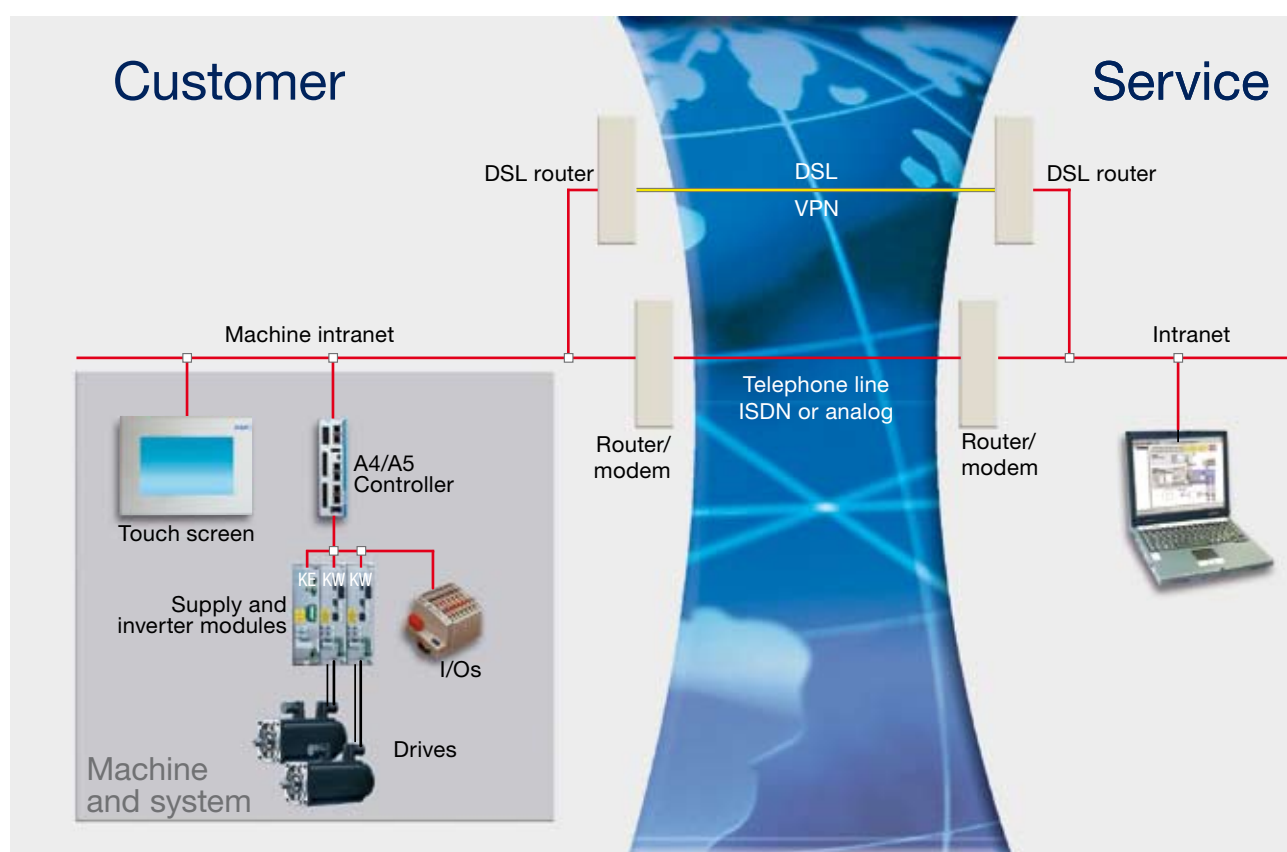 Customer
Service
DSL router
DSL
VPN
DSL router
Machine intranet
Intranet
Telephone line
ISDN or analog
Router/
modem
Router/
modem
A4/A5
Controller
Touch screen
KE KW KW
Supply and
inverter modules
I/Os
Drives
Machine
and system